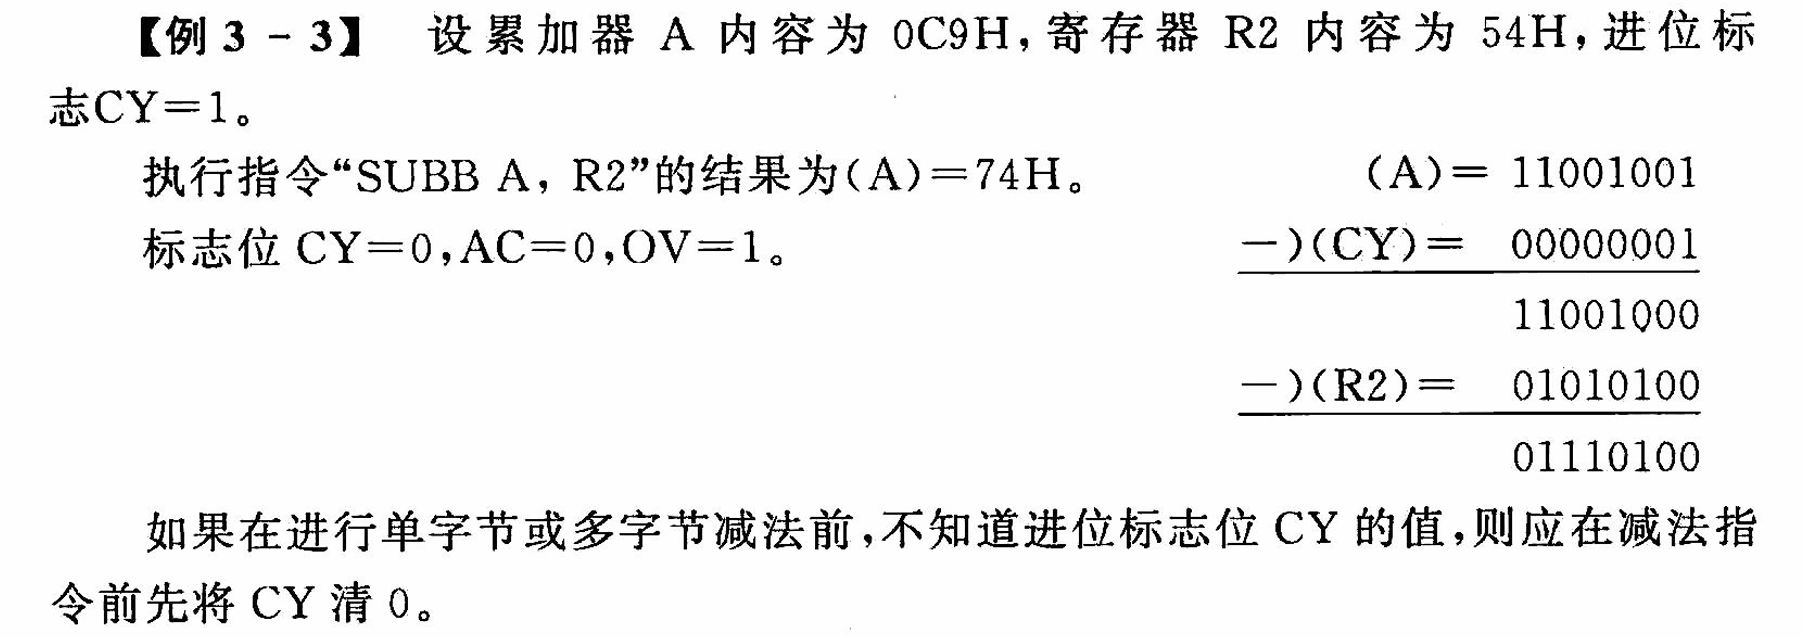 【例3-3】 设累加器 A 内容为 0C9H,寄存器 R2 内容为 54H,进位标
志CY=1。
执行指令“SUBB A, R2”的结果为(A)=74H。
(A)= 11001001
标志位 CY=0,AC=0,OV=1。
-)(CY)= 00000001
11001000
-)(R2)= 01010100
01110100
如果在进行单字节或多字节减法前,不知道进位标志位 CY 的值,则应在减法指
令前先将 CY 清 0。